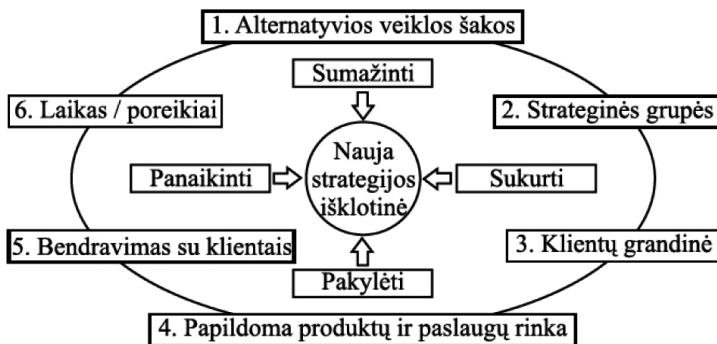 1. Alternatyvios veiklos šakos
Sumažinti
6. Laikas / poreikiai
2. Strateginės grupės
Nauja
strategijos
išklotinė
Panaikinti
Sukurti
5. Bendravimas su klientais
3. Klientų grandinė
Pakylėti
4. Papildoma produktų ir paslaugų rinka